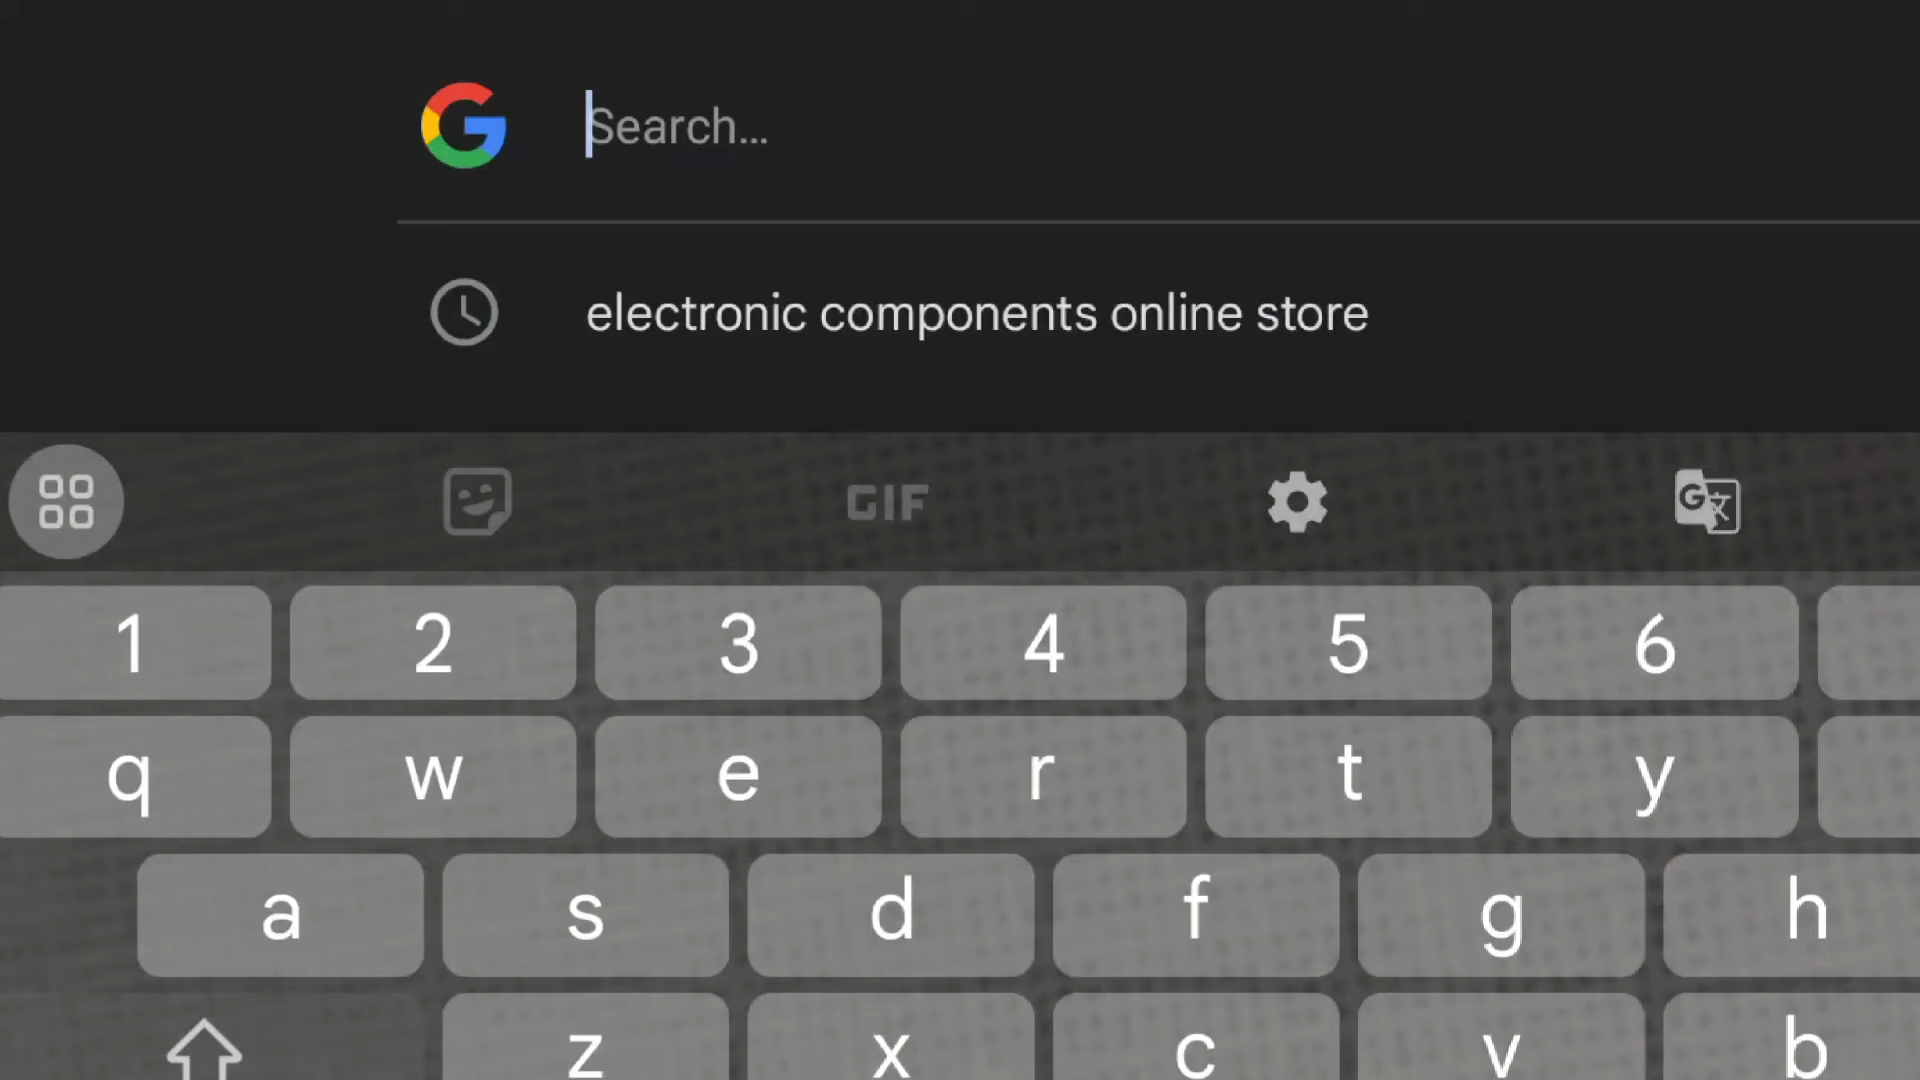 Search...
electronic components online store
GIF
1 2 3 4 5 6
q w e r t y
a s d f g h
z x c v b